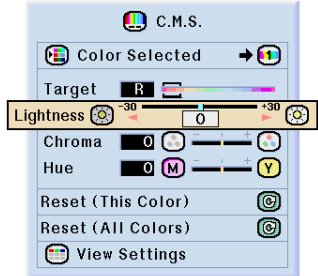 C.M.S.
Color Selected 1
Target R
Lightness -30 0 +30
Chroma 0 - +
Hue 0 M - + Y
Reset (This Color)
Reset (All Colors)
View Settings